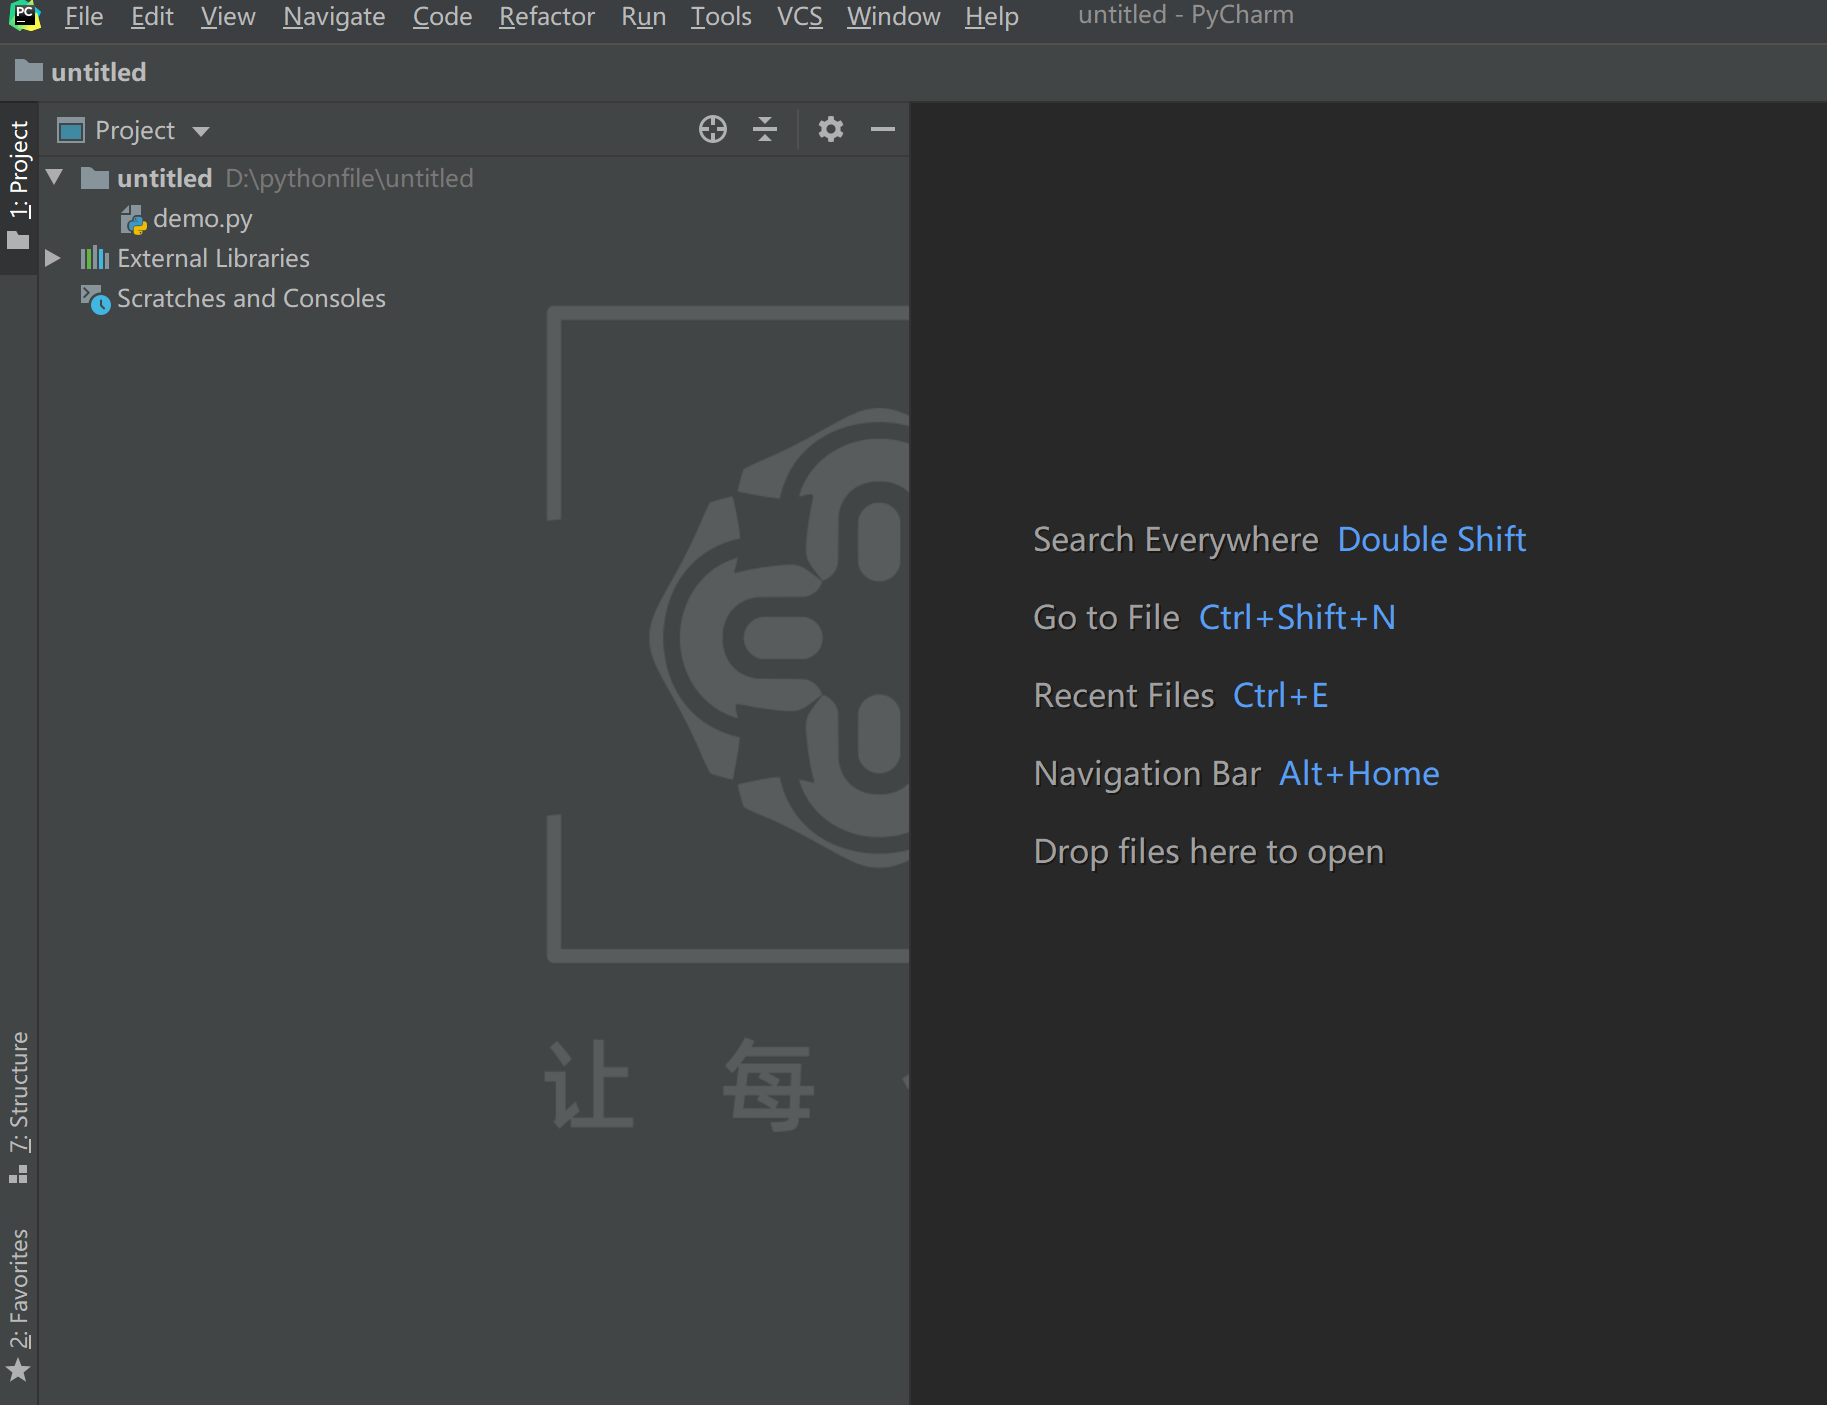 PC File Edit View Navigate Code Refactor Run Tools VCS Window Help untitled - PyCharm
untitled
1: Project
Project
untitled D:\pythonfile\untitled
demo.py
External Libraries
Scratches and Consoles
Search Everywhere Double Shift
Go to File Ctrl+Shift+N
Recent Files Ctrl+E
Navigation Bar Alt+Home
Drop files here to open
让 每
7: Structure
2: Favorites